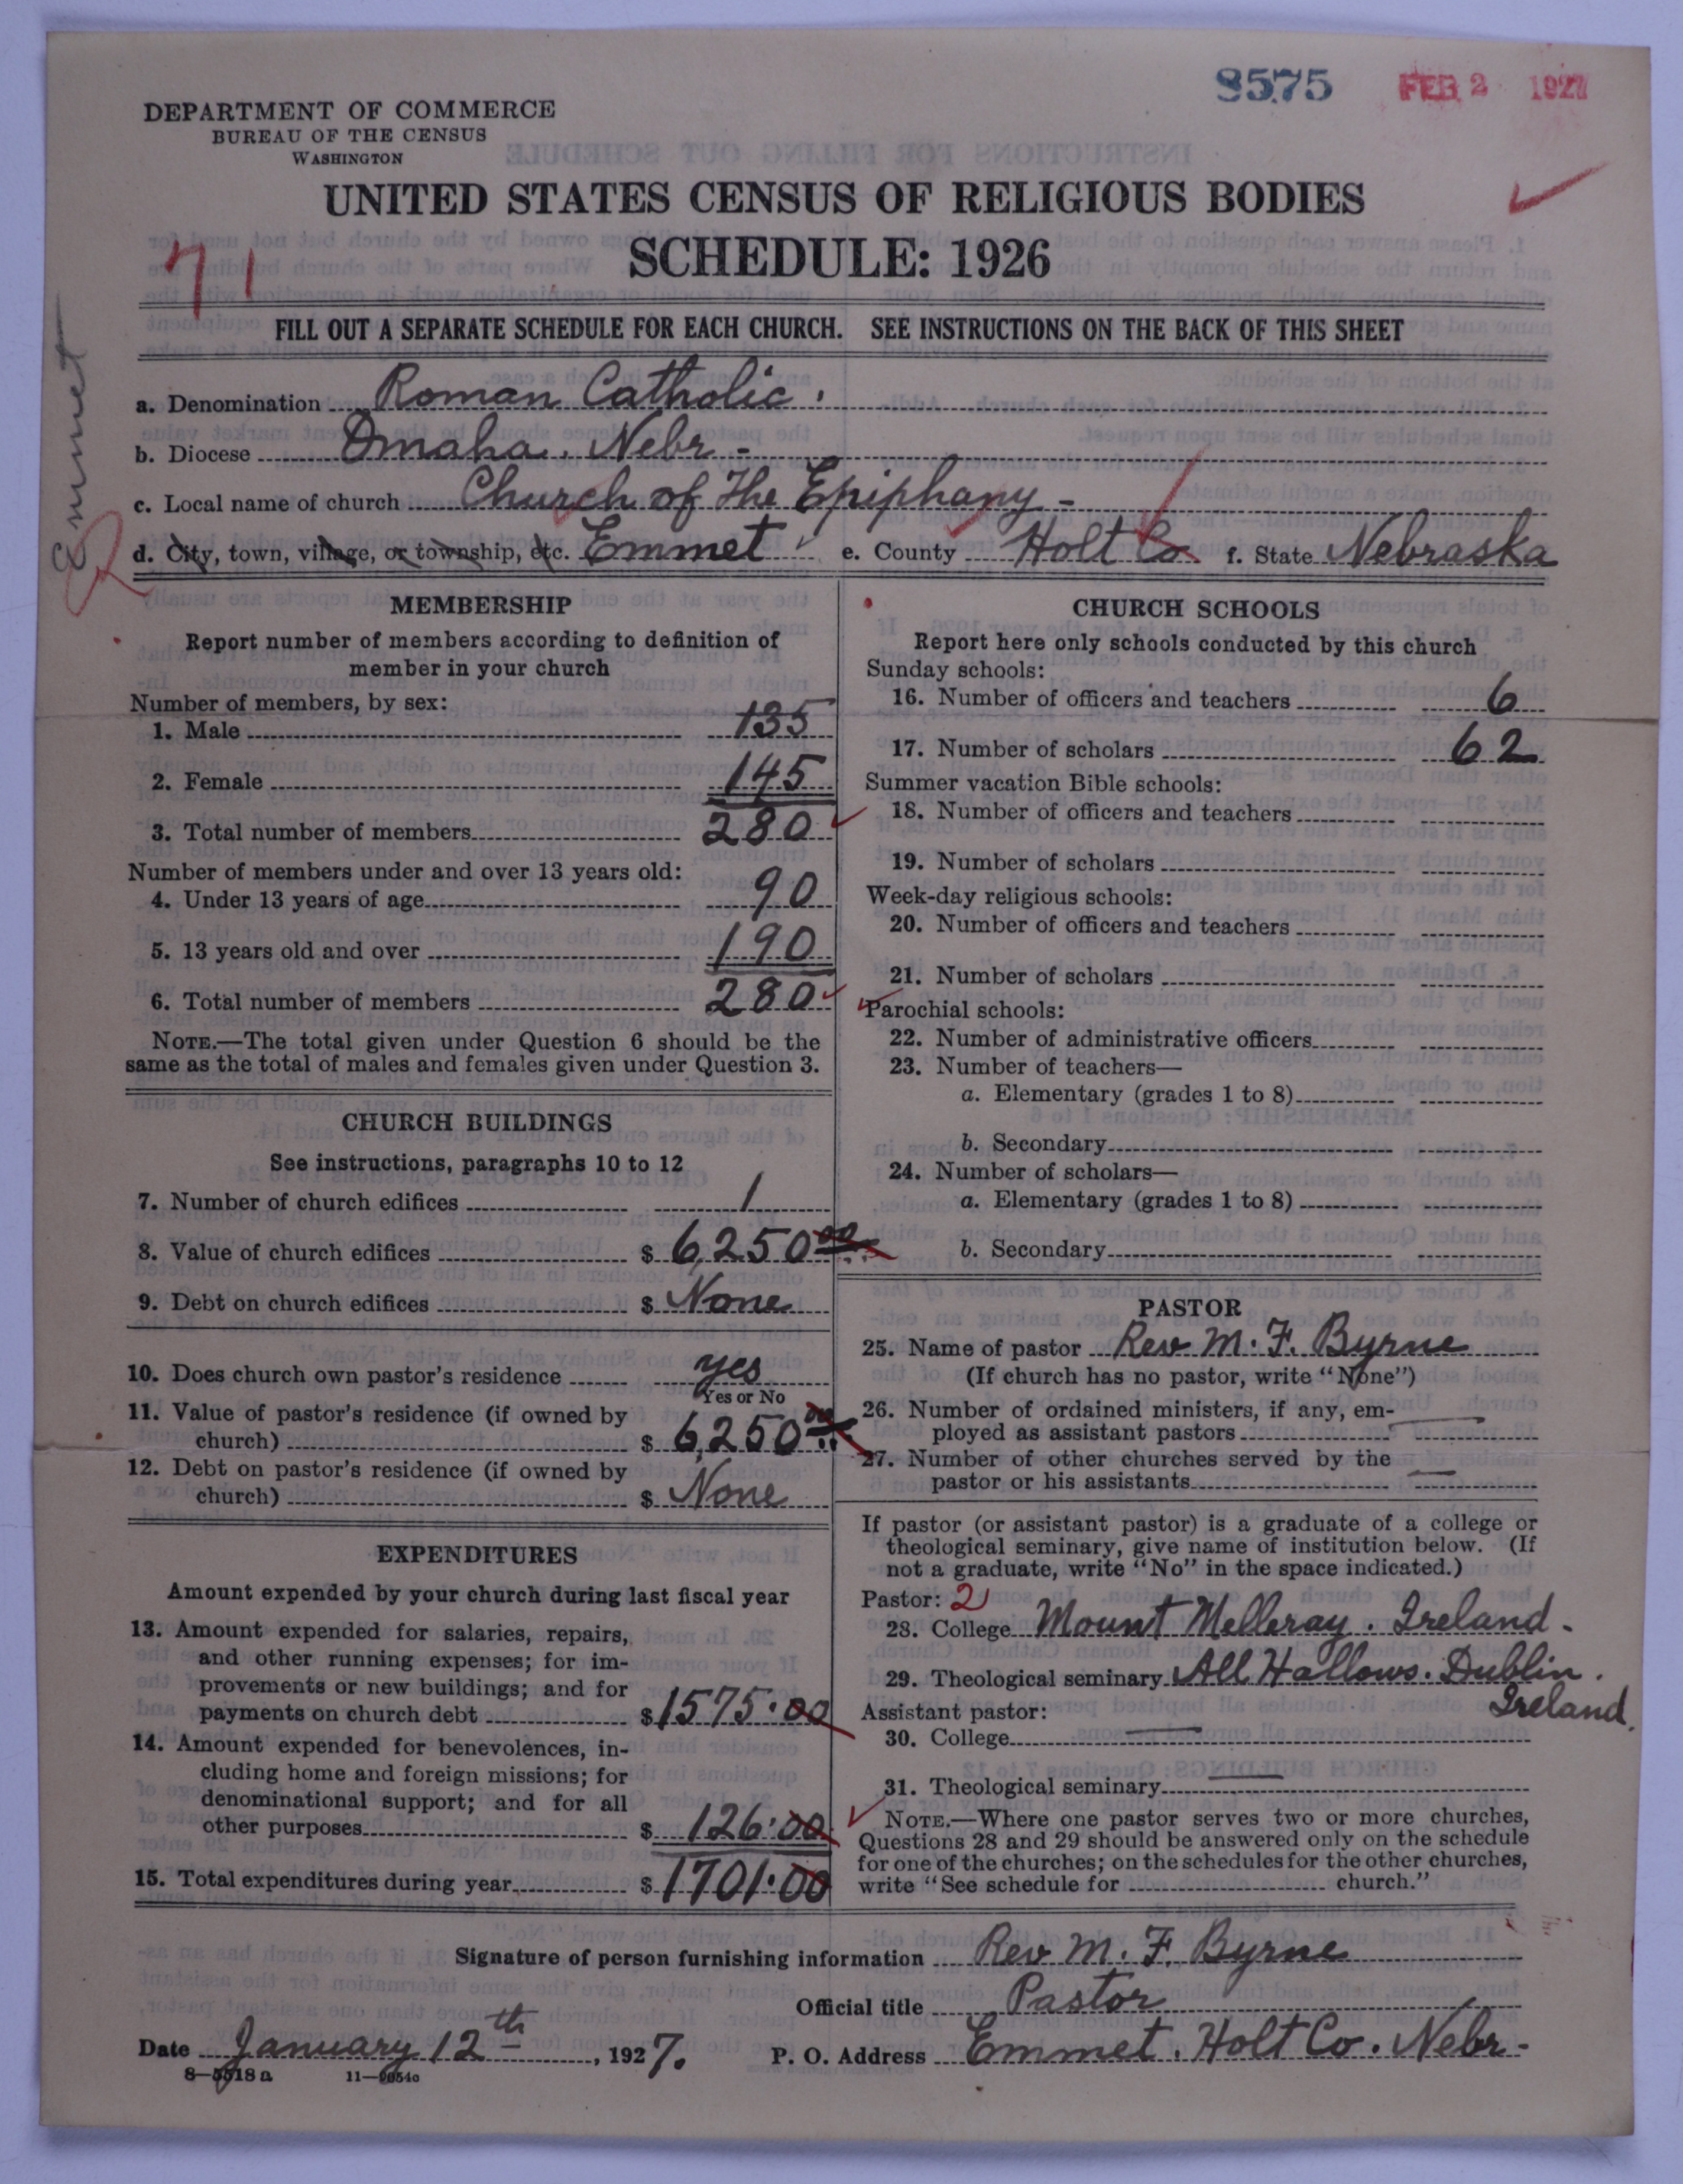 8575 FEB 2 1927
DEPARTMENT OF COMMERCE
BUREAU OF THE CENSUS
WASHINGTON
UNITED STATES CENSUS OF RELIGIOUS BODIES
SCHEDULE: 1926
71
FILL OUT A SEPARATE SCHEDULE FOR EACH CHURCH. SEE INSTRUCTIONS ON THE BACK OF THIS SHEET
Emmet
a. Denomination Roman Catholic.
b. Diocese Omaha. Nebr -
c. Local name of church Church of The Epiphany -
d. City, town, village, or township, etc. Emmet e. County Holt Co f. State Nebraska
MEMBERSHIP
Report number of members according to definition of
member in your church
Number of members, by sex:
1. Male 135
2. Female 145
3. Total number of members 280
Number of members under and over 13 years old:
4. Under 13 years of age 90
5. 13 years old and over 190
6. Total number of members 280
NOTE.—The total given under Question 6 should be the
same as the total of males and females given under Question 3.
CHURCH BUILDINGS
See instructions, paragraphs 10 to 12
7. Number of church edifices 1
8. Value of church edifices $ 6,250 00
9. Debt on church edifices $ None
10. Does church own pastor's residence yes
Yes or No
11. Value of pastor's residence (if owned by
church) $ 6,250 00
12. Debt on pastor's residence (if owned by
church) $ None
EXPENDITURES
Amount expended by your church during last fiscal year
13. Amount expended for salaries, repairs,
and other running expenses; for im-
provements or new buildings; and for
payments on church debt $ 1575.00
14. Amount expended for benevolences, in-
cluding home and foreign missions; for
denominational support; and for all
other purposes $ 126.00
15. Total expenditures during year $ 1701.00
CHURCH SCHOOLS
Report here only schools conducted by this church
Sunday schools:
16. Number of officers and teachers 6
17. Number of scholars 62
Summer vacation Bible schools:
18. Number of officers and teachers
19. Number of scholars
Week-day religious schools:
20. Number of officers and teachers
21. Number of scholars
Parochial schools:
22. Number of administrative officers
23. Number of teachers—
a. Elementary (grades 1 to 8)
b. Secondary
24. Number of scholars—
a. Elementary (grades 1 to 8)
b. Secondary
PASTOR
25. Name of pastor Rev M. F. Byrne
(If church has no pastor, write "None")
26. Number of ordained ministers, if any, em-
ployed as assistant pastors —
27. Number of other churches served by the
pastor or his assistants —
If pastor (or assistant pastor) is a graduate of a college or
theological seminary, give name of institution below. (If
not a graduate, write "No" in the space indicated.)
Pastor: 2
28. College Mount Melleray. Ireland -
29. Theological seminary All Hallows. Dublin.
Ireland.
Assistant pastor:
30. College —
31. Theological seminary —
NOTE.—Where one pastor serves two or more churches,
Questions 28 and 29 should be answered only on the schedule
for one of the churches; on the schedules for the other churches,
write "See schedule for church."
Signature of person furnishing information Rev M. F. Byrne
Official title Pastor
Date January 12th, 1927. P. O. Address Emmet. Holt Co. Nebr -
8—5518a